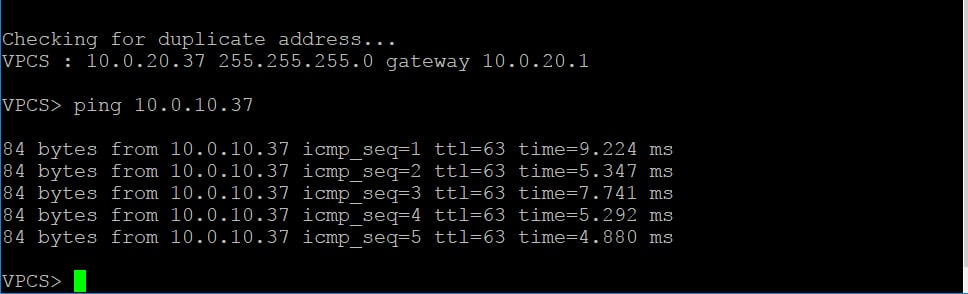 Checking for duplicate address...
VPCS : 10.0.20.37 255.255.255.0 gateway 10.0.20.1
VPCS> ping 10.0.10.37
84 bytes from 10.0.10.37 icmp_seq=1 ttl=63 time=9.224 ms
84 bytes from 10.0.10.37 icmp_seq=2 ttl=63 time=5.347 ms
84 bytes from 10.0.10.37 icmp_seq=3 ttl=63 time=7.741 ms
84 bytes from 10.0.10.37 icmp_seq=4 ttl=63 time=5.292 ms
84 bytes from 10.0.10.37 icmp_seq=5 ttl=63 time=4.880 ms
VPCS>